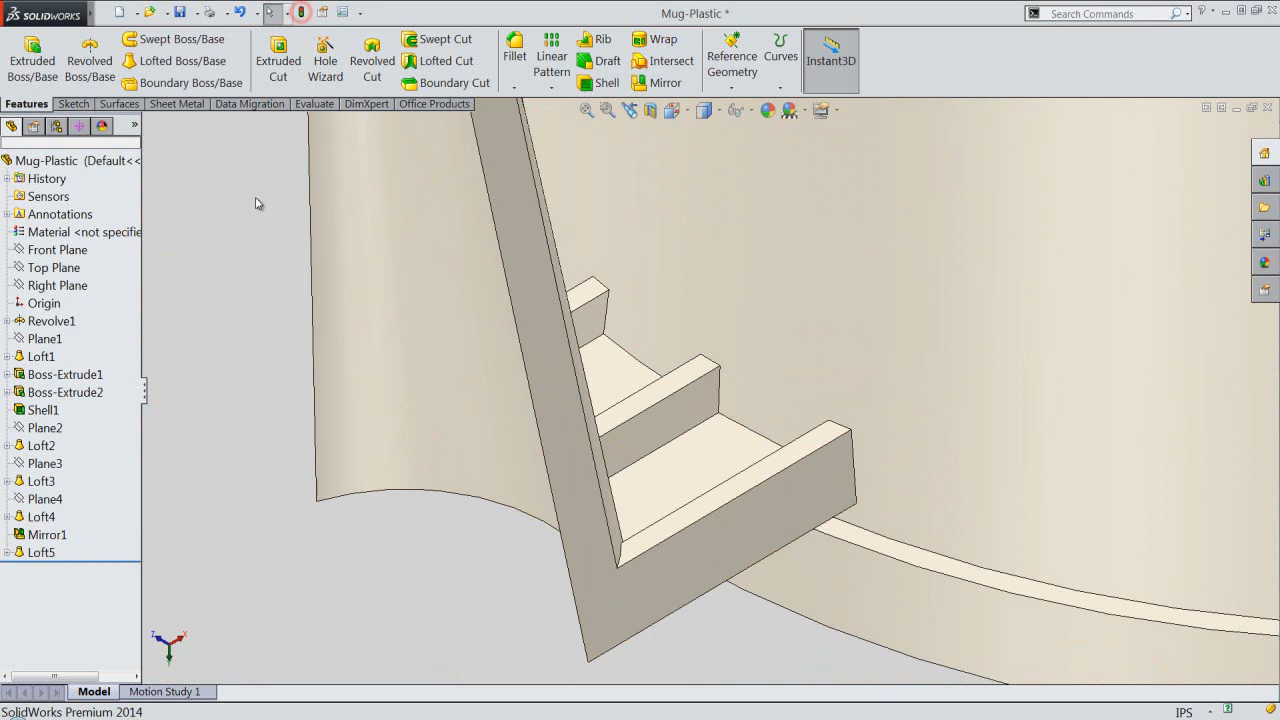 SOLIDWORKS
Mug-Plastic *
Search Commands
Extruded Boss/Base
Revolved Boss/Base
Swept Boss/Base
Lofted Boss/Base
Boundary Boss/Base
Extruded Cut
Hole Wizard
Revolved Cut
Swept Cut
Lofted Cut
Boundary Cut
Fillet
Linear Pattern
Rib
Draft
Shell
Wrap
Intersect
Mirror
Reference Geometry
Curves
Instant3D
Features
Sketch
Surfaces
Sheet Metal
Data Migration
Evaluate
DimXpert
Office Products
Mug-Plastic (Default<<
History
Sensors
Annotations
Material <not specifie
Front Plane
Top Plane
Right Plane
Origin
Revolve1
Plane1
Loft1
Boss-Extrude1
Boss-Extrude2
Shell1
Plane2
Loft2
Plane3
Loft3
Plane4
Loft4
Mirror1
Loft5
Z
X
Y
Model
Motion Study 1
SolidWorks Premium 2014
IPS